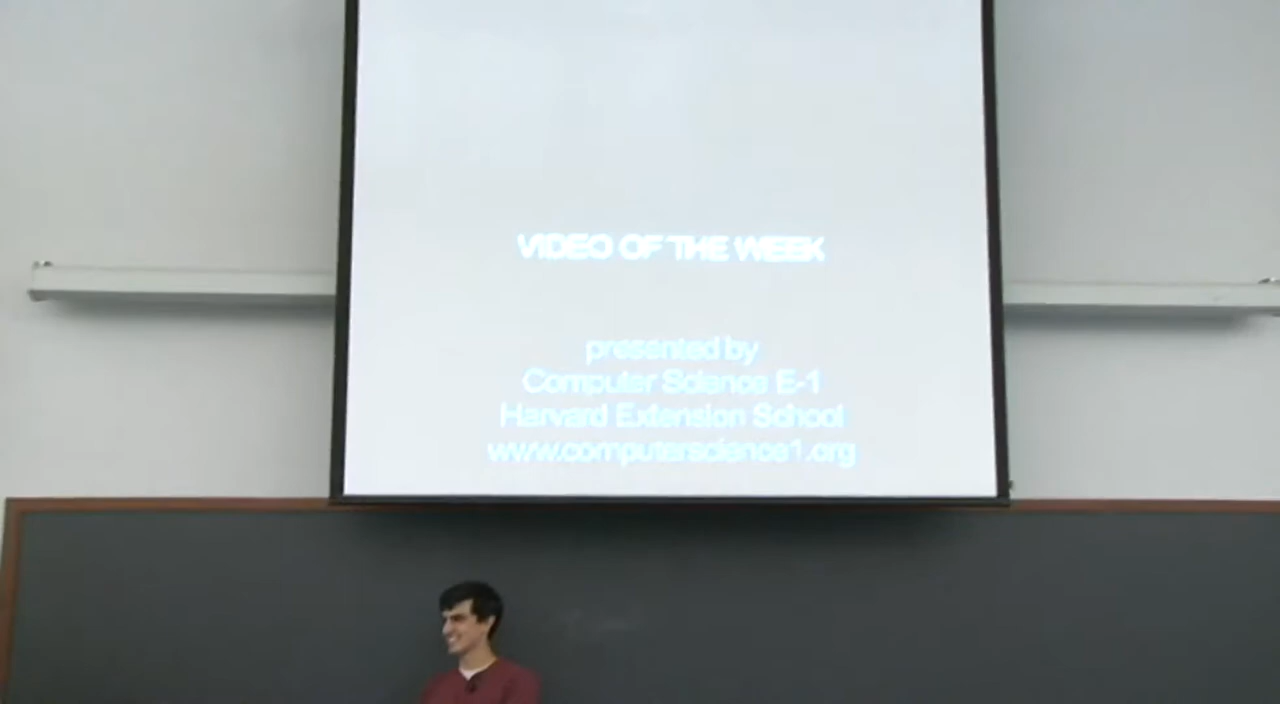 VIDEO OF THE WEEK
presented by
Computer Science E-1
Harvard Extension School
www.computerscience1.org